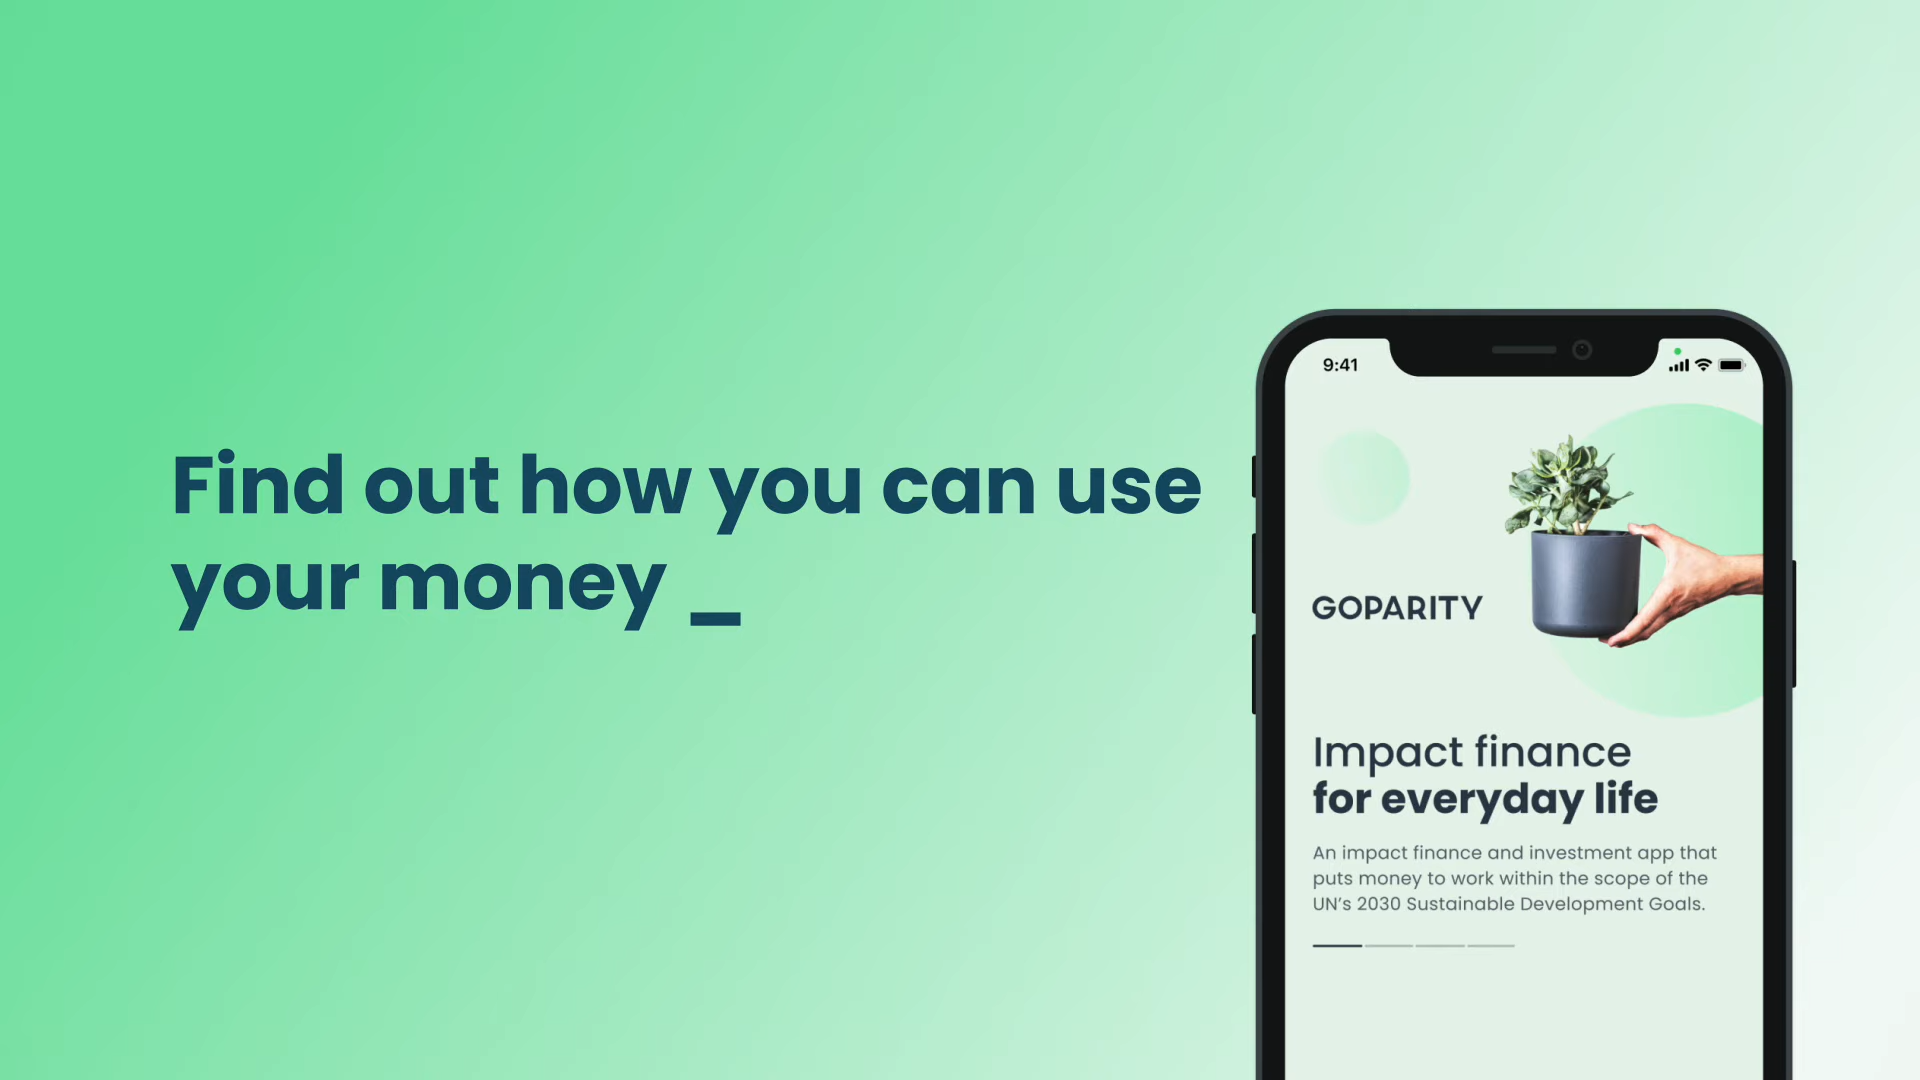 Find out how you can use
your money _
9:41
GOPARITY
Impact finance
for everyday life
An impact finance and investment app that
puts money to work within the scope of the
UN's 2030 Sustainable Development Goals.